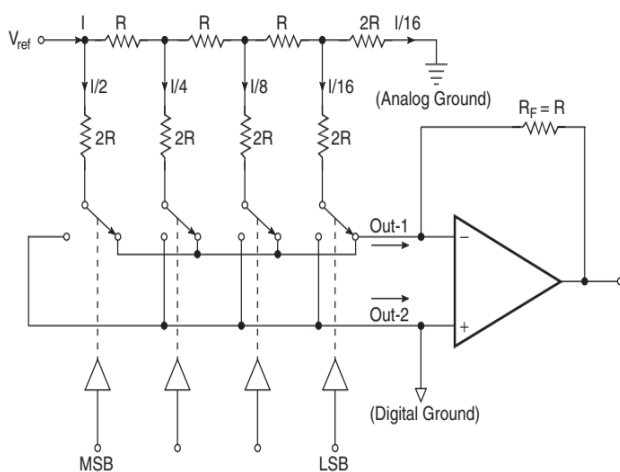 I R R R 2R I/16
V_ref
I/2 I/4 I/8 I/16
(Analog Ground)
R_F = R
2R 2R 2R 2R
Out-1
−
Out-2
+
(Digital Ground)
MSB LSB